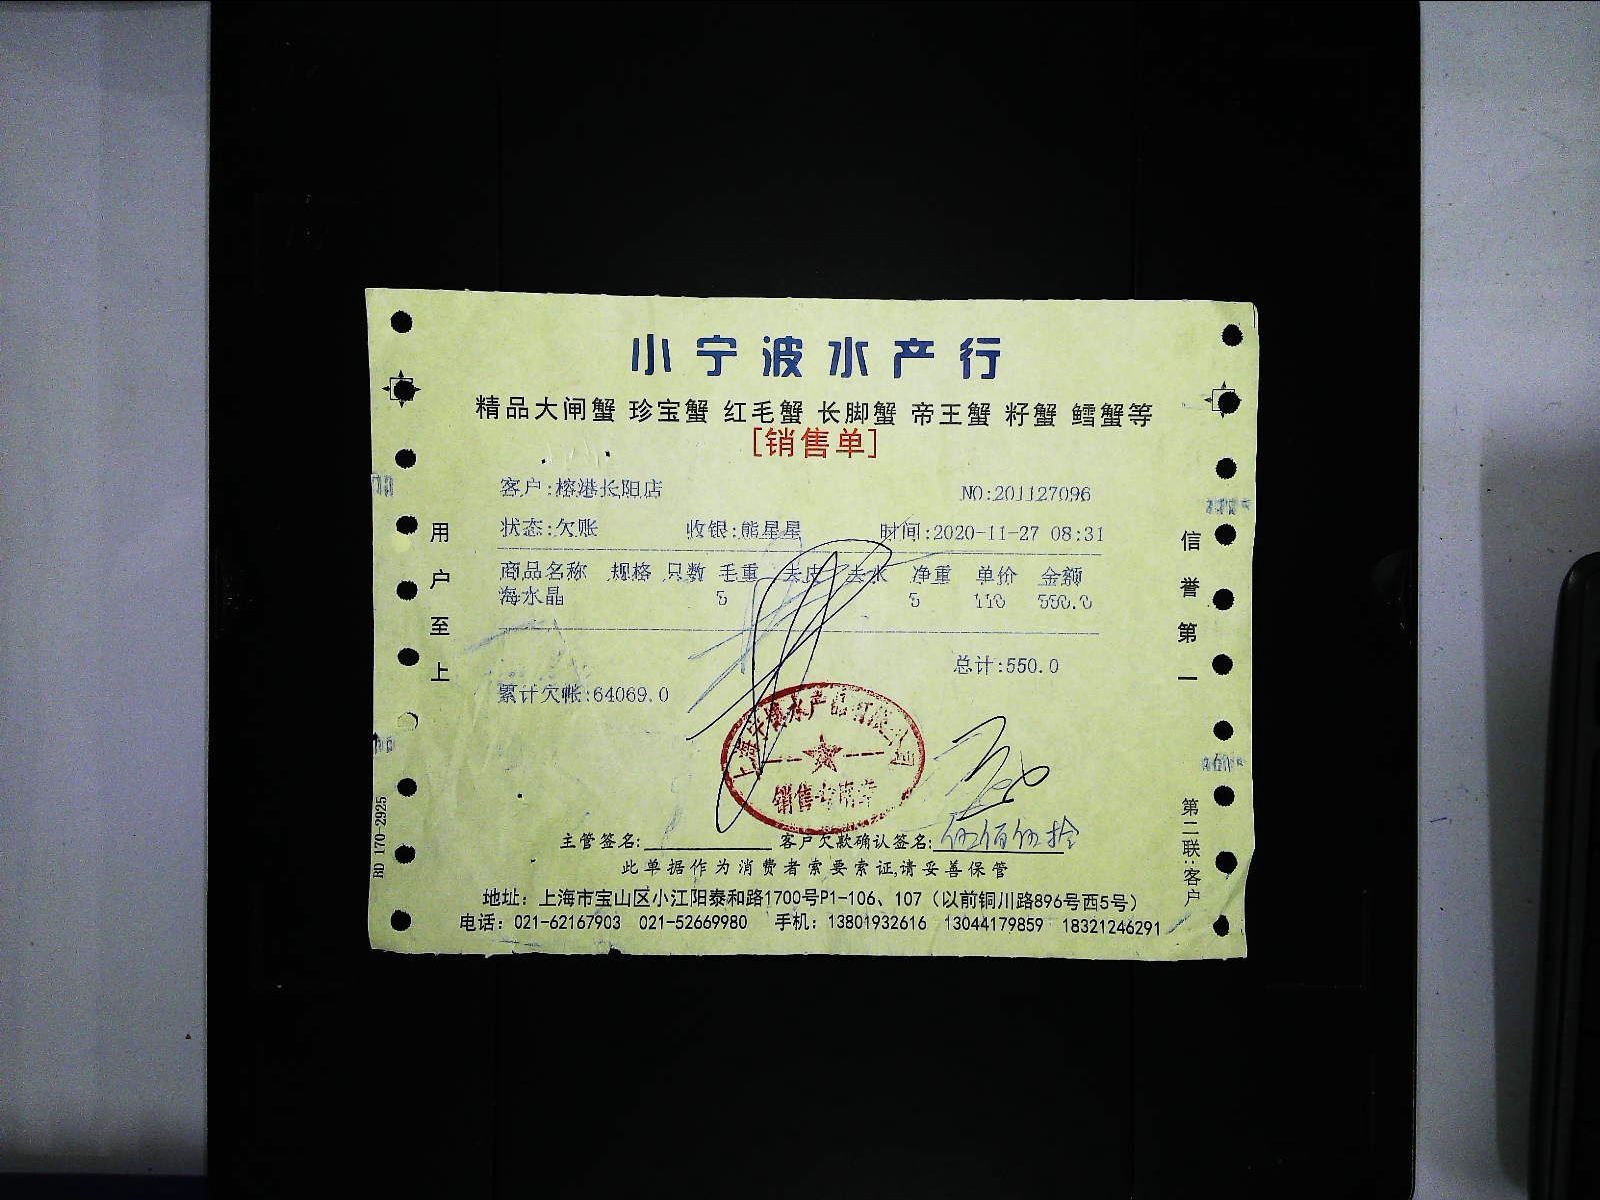 小宁波水产行
精品大闸蟹 珍宝蟹 红毛蟹 长脚蟹 帝王蟹 籽蟹 鳕蟹等
[销售单]
客户:榕港长阳店 NO:201127096
状态:欠账 收银:熊星星 时间:2020-11-27 08:31
商品名称 规格 只数 毛重 去皮 去水 净重 单价 金额
海水晶 5 5 110 550.0
总计:550.0
累计欠帐:64069.0
销售专用章
主管签名: 客户欠款确认签名:伍佰伍拾
此单据作为消费者索要索证,请妥善保管
地址：上海市宝山区小江阳泰和路1700号P1-106、107（以前铜川路896号西5号）
电话：021-62167903 021-52669980 手机：13801932616 13044179859 18321246291
用户至上
信誉第一
第二联:客户
BD 170-2925